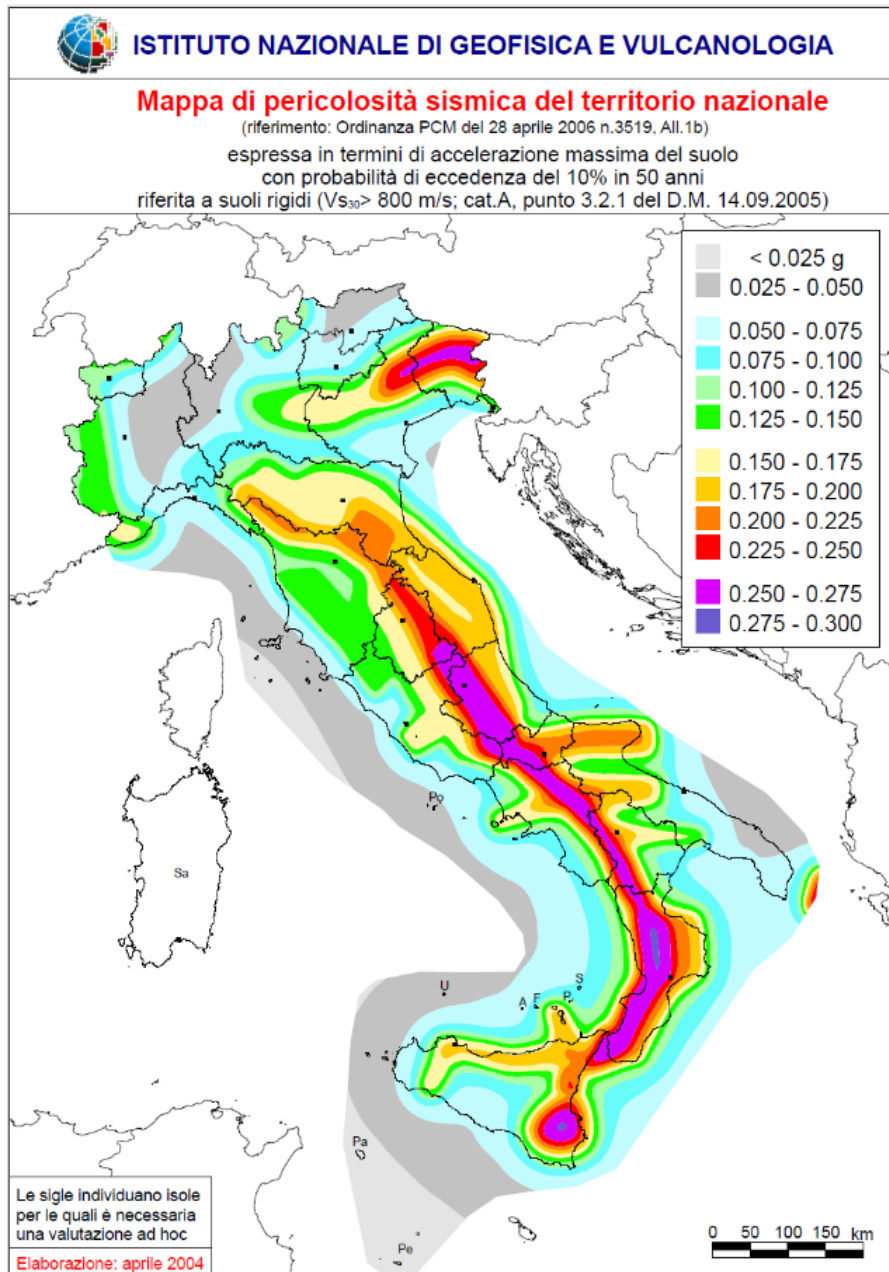 ISTITUTO NAZIONALE DI GEOFISICA E VULCANOLOGIA
Mappa di pericolosità sismica del territorio nazionale
(riferimento: Ordinanza PCM del 28 aprile 2006 n.3519, All.1b)
espressa in termini di accelerazione massima del suolo
con probabilità di eccedenza del 10% in 50 anni
riferita a suoli rigidi (Vs₃₀> 800 m/s; cat.A, punto 3.2.1 del D.M. 14.09.2005)
< 0.025 g
0.025 - 0.050
0.050 - 0.075
0.075 - 0.100
0.100 - 0.125
0.125 - 0.150
0.150 - 0.175
0.175 - 0.200
0.200 - 0.225
0.225 - 0.250
0.250 - 0.275
0.275 - 0.300
Po
Sa
U
A
F
P
S
Pa
Pe
Le sigle individuano isole
per le quali è necessaria
una valutazione ad hoc
Elaborazione: aprile 2004
0 50 100 150 km